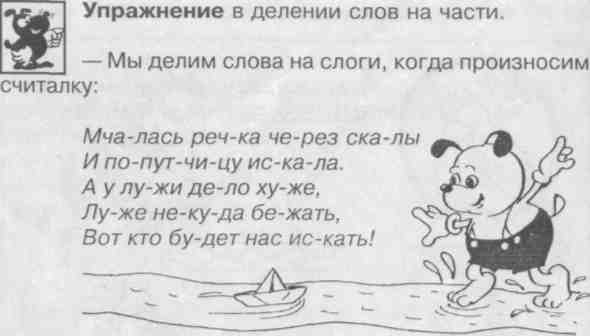 Упражнение в делении слов на части.
— Мы делим слова на слоги, когда произносим
считалку:
Мча-лась реч-ка че-рез ска-лы
И по-пут-чи-цу ис-ка-ла.
А у лу-жи де-ло ху-же,
Лу-же не-ку-да бе-жать,
Вот кто бу-дет нас ис-кать!